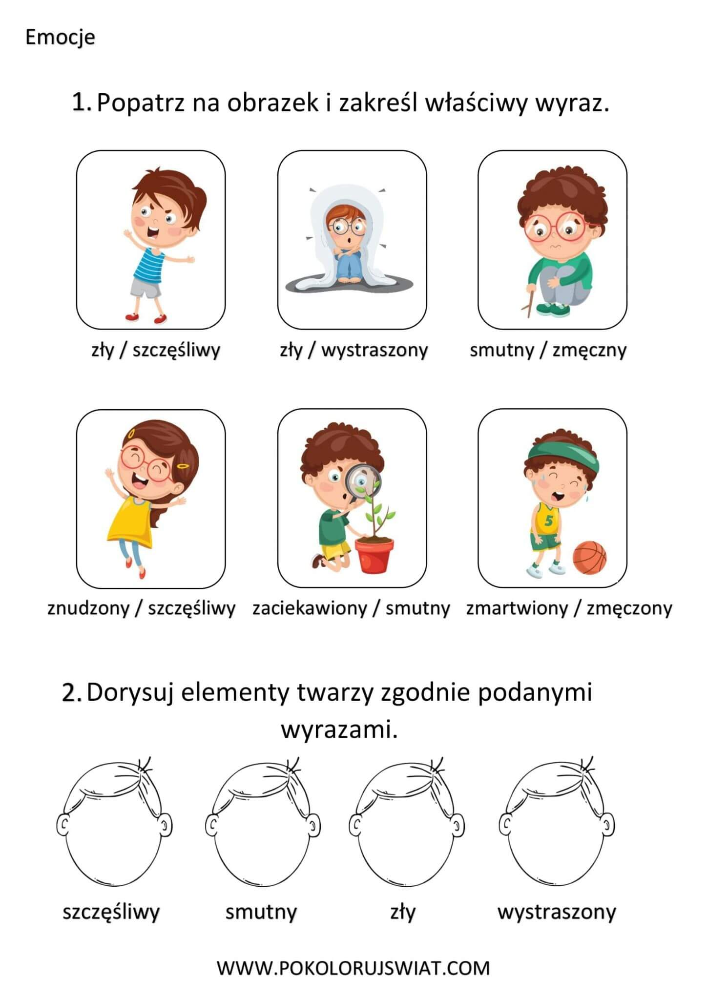 Emocje
1. Popatrz na obrazek i zakreśl właściwy wyraz.
zły / szczęśliwy
zły / wystraszony
smutny / zmęczny
5
znudzony / szczęśliwy
zaciekawiony / smutny
zmartwiony / zmęczony
2. Dorysuj elementy twarzy zgodnie podanymi
wyrazami.
szczęśliwy
smutny
zły
wystraszony
WWW.POKOLORUJSWIAT.COM